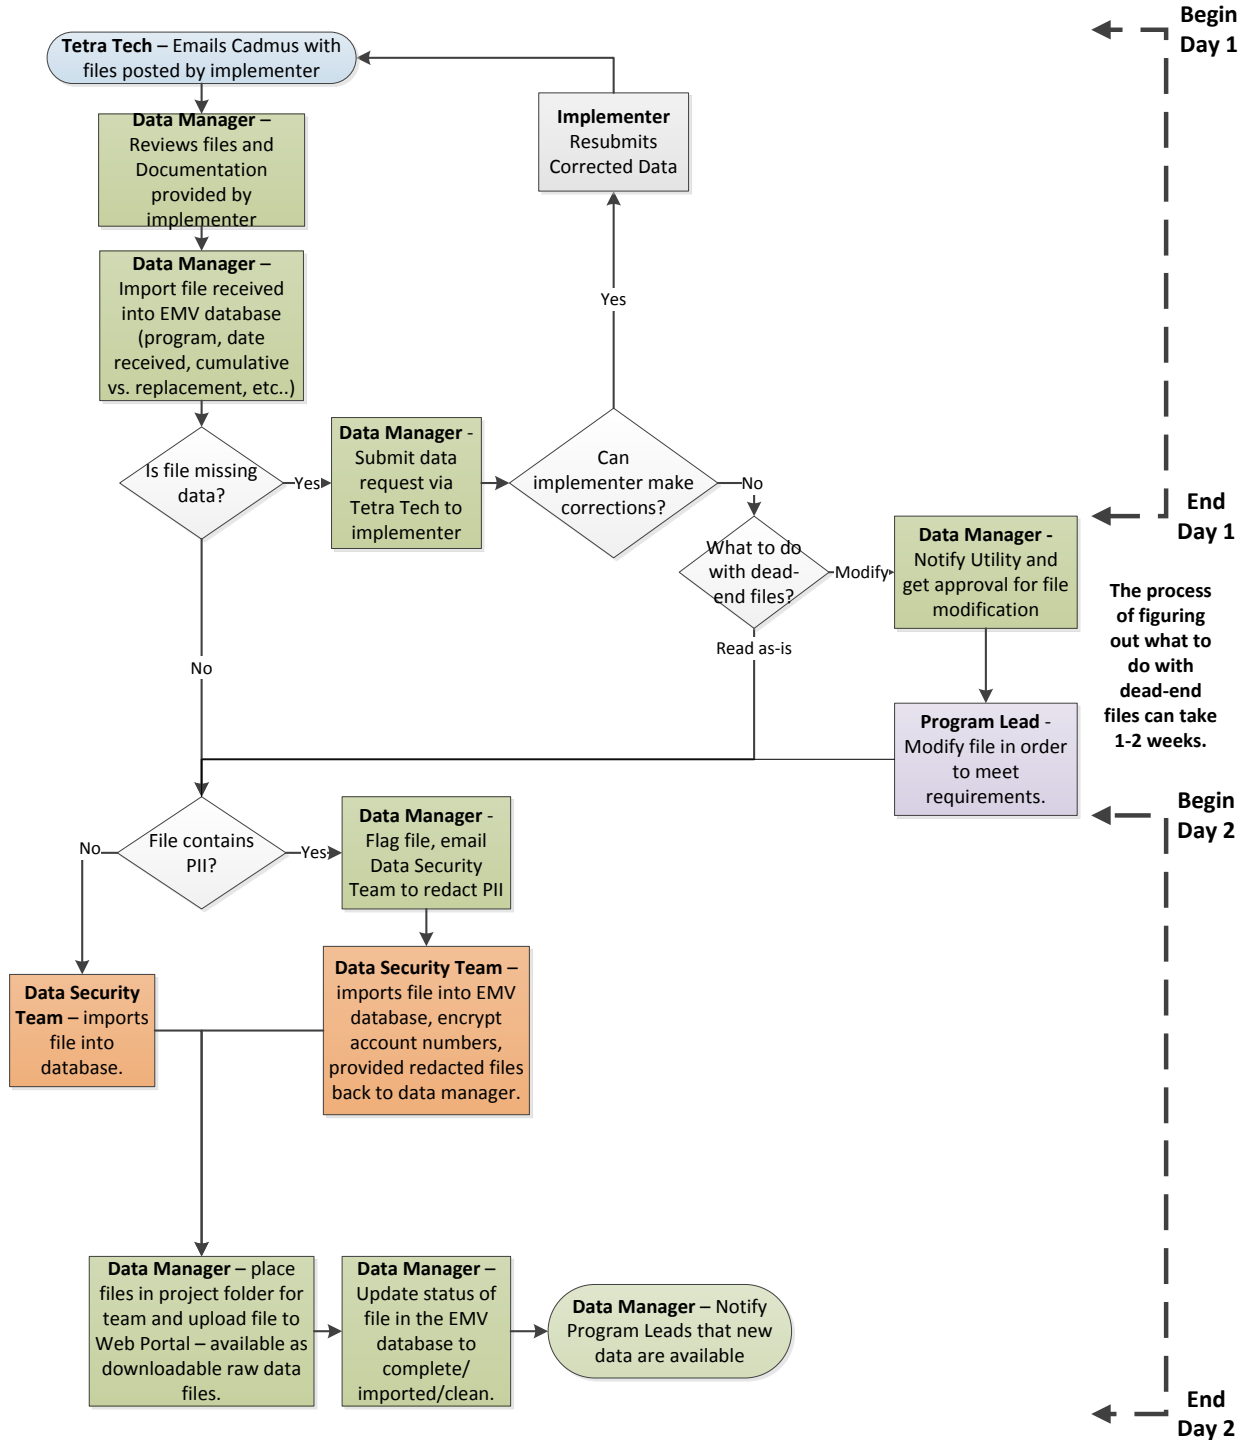 Begin
Day 1
Tetra Tech – Emails Cadmus with
files posted by implementer
Implementer
Resubmits
Corrected Data
Data Manager –
Reviews files and
Documentation
provided by
implementer
Data Manager –
Import file received
into EMV database
(program, date
received, cumulative
vs. replacement, etc..)
Yes
Is file missing
data?
Yes
Data Manager -
Submit data
request via
Tetra Tech to
implementer
Can
implementer make
corrections?
No
What to do
with dead-
end files?
Modify
Data Manager -
Notify Utility and
get approval for file
modification
End
Day 1
The process
of figuring
out what to
do with
dead-end
files can take
1-2 weeks.
No
Read as-is
Program Lead -
Modify file in order
to meet
requirements.
Begin
Day 2
File contains
PII?
No
Yes
Data Manager -
Flag file, email
Data Security
Team to redact PII
Data Security
Team – imports
file into
database.
Data Security Team –
imports file into EMV
database, encrypt
account numbers,
provided redacted files
back to data manager.
Data Manager – place
files in project folder for
team and upload file to
Web Portal – available as
downloadable raw data
files.
Data Manager –
Update status of
file in the EMV
database to
complete/
imported/clean.
Data Manager – Notify
Program Leads that new
data are available
End
Day 2